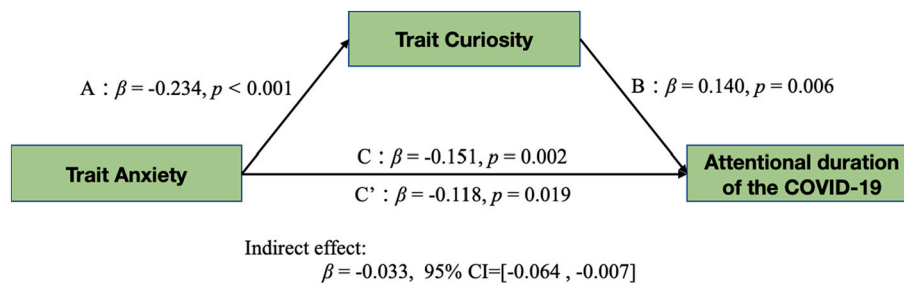 Trait Curiosity
A：β = -0.234, p < 0.001
B：β = 0.140, p = 0.006
Trait Anxiety
C：β = -0.151, p = 0.002
C’：β = -0.118, p = 0.019
Attentional duration
of the COVID-19
Indirect effect:
β = -0.033, 95% CI=[-0.064 , -0.007]